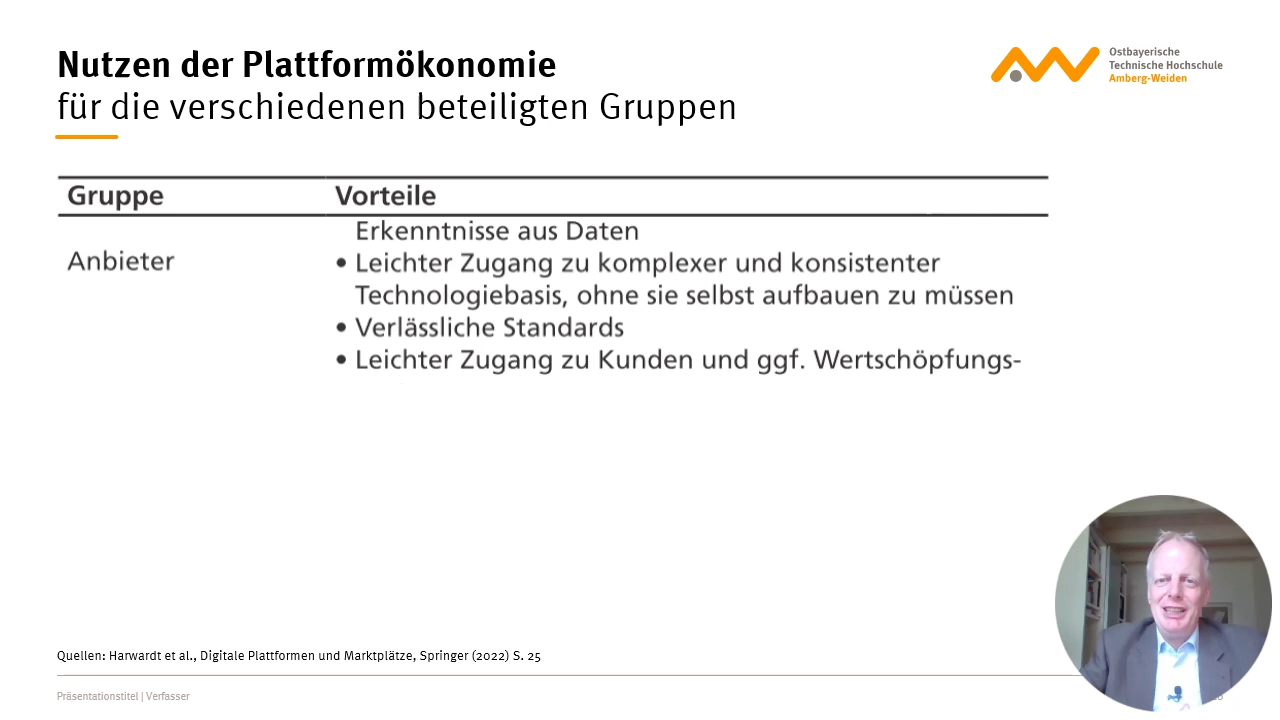 Nutzen der Plattformökonomie
für die verschiedenen beteiligten Gruppen
Ostbayerische
Technische Hochschule
Amberg-Weiden
Gruppe Vorteile
Erkenntnisse aus Daten
Anbieter
• Leichter Zugang zu komplexer und konsistenter
Technologiebasis, ohne sie selbst aufbauen zu müssen
• Verlässliche Standards
• Leichter Zugang zu Kunden und ggf. Wertschöpfungs-
Quellen: Harwardt et al., Digitale Plattformen und Marktplätze, Springer (2022) S. 25
Präsentationstitel | Verfasser